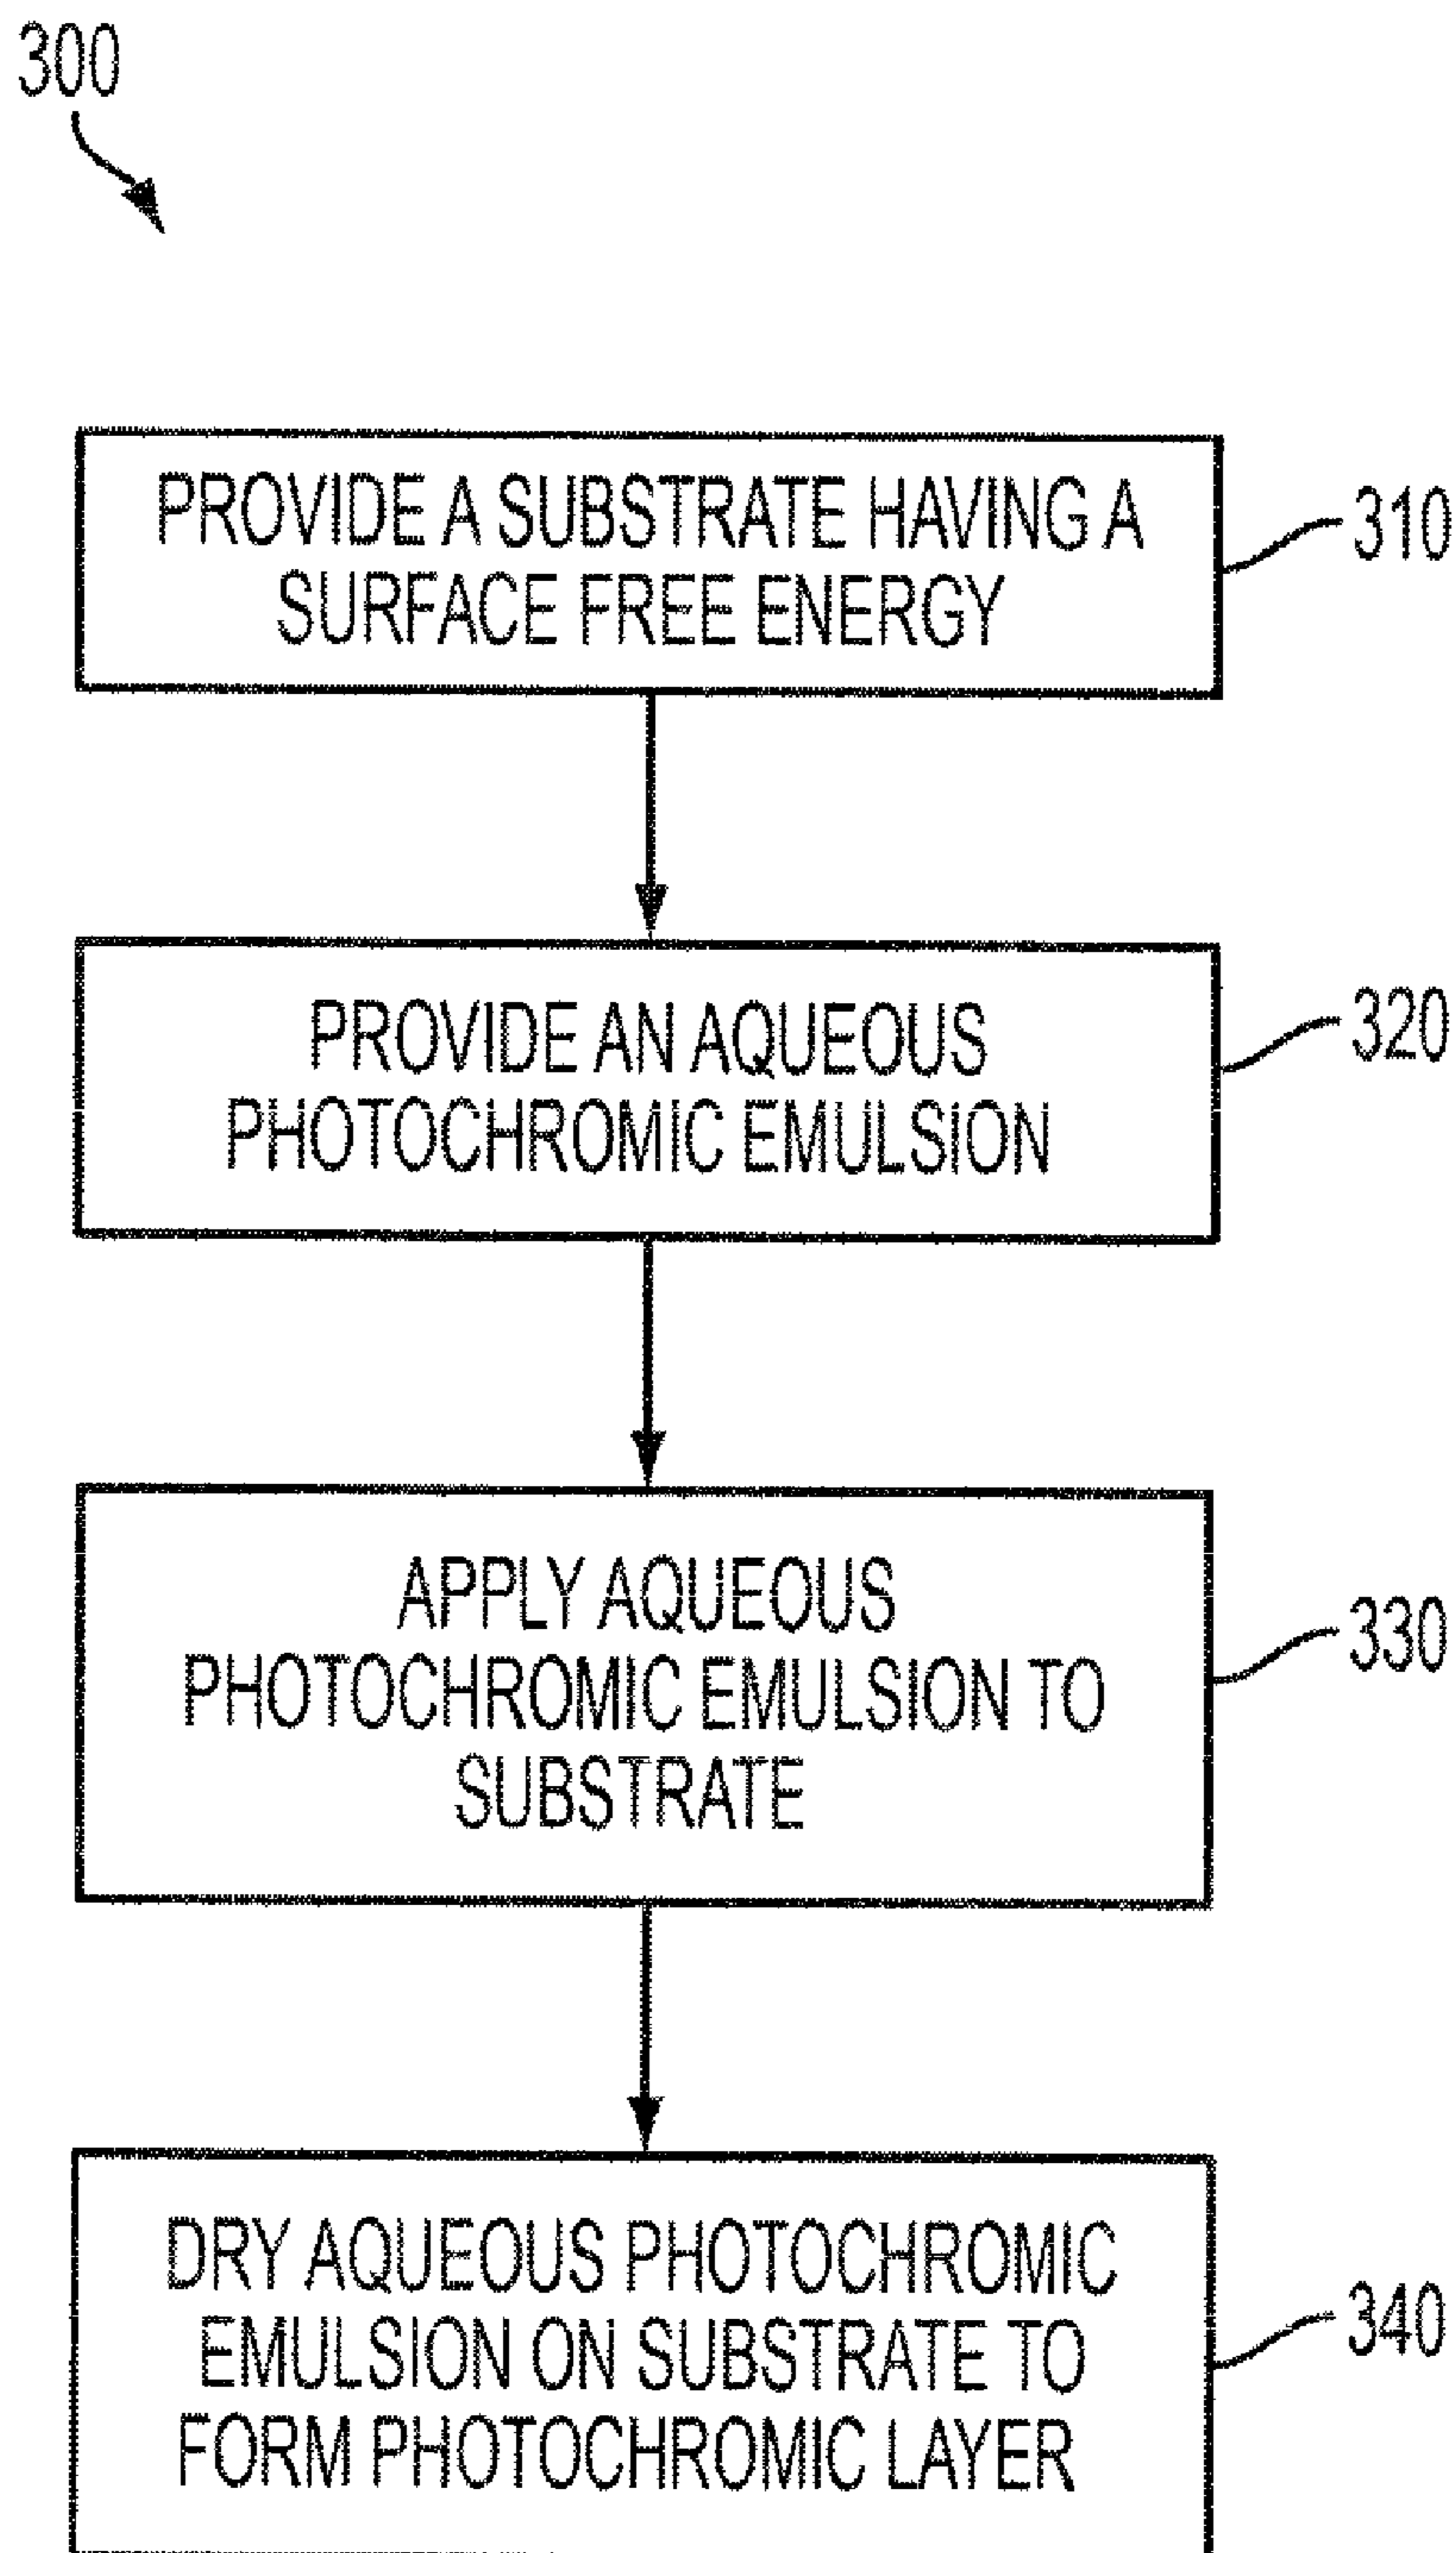 300
PROVIDE A SUBSTRATE HAVING A
SURFACE FREE ENERGY
310
PROVIDE AN AQUEOUS
PHOTOCHROMIC EMULSION
320
APPLY AQUEOUS
PHOTOCHROMIC EMULSION TO
SUBSTRATE
330
DRY AQUEOUS PHOTOCHROMIC
EMULSION ON SUBSTRATE TO
FORM PHOTOCHROMIC LAYER
340